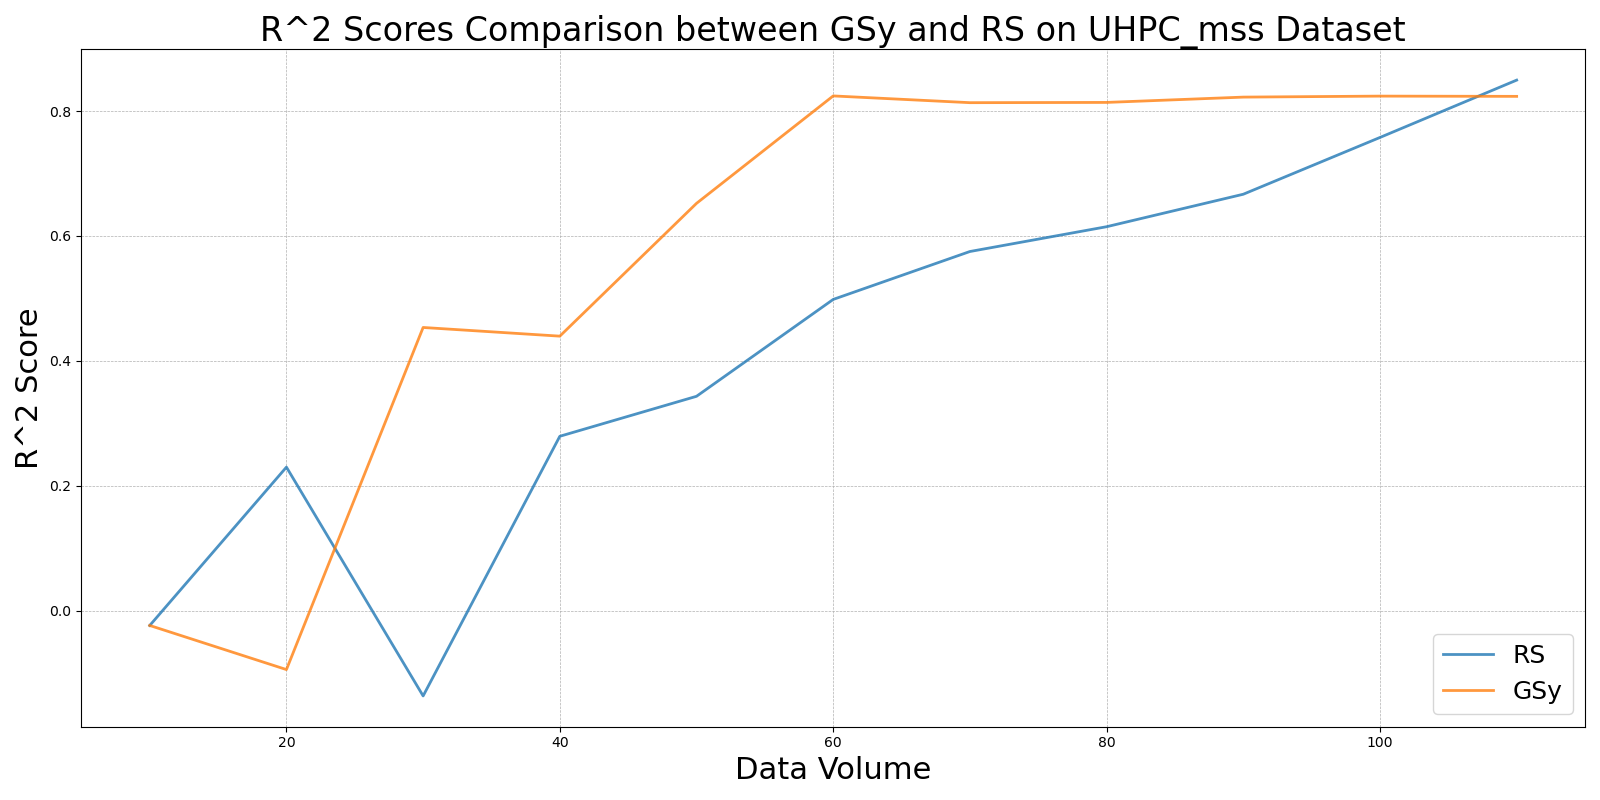 R^2 Scores Comparison between GSy and RS on UHPC_mss Dataset
R^2 Score
0.8
0.6
0.4
0.2
0.0
20 40 60 80 100
Data Volume
RS
GSy